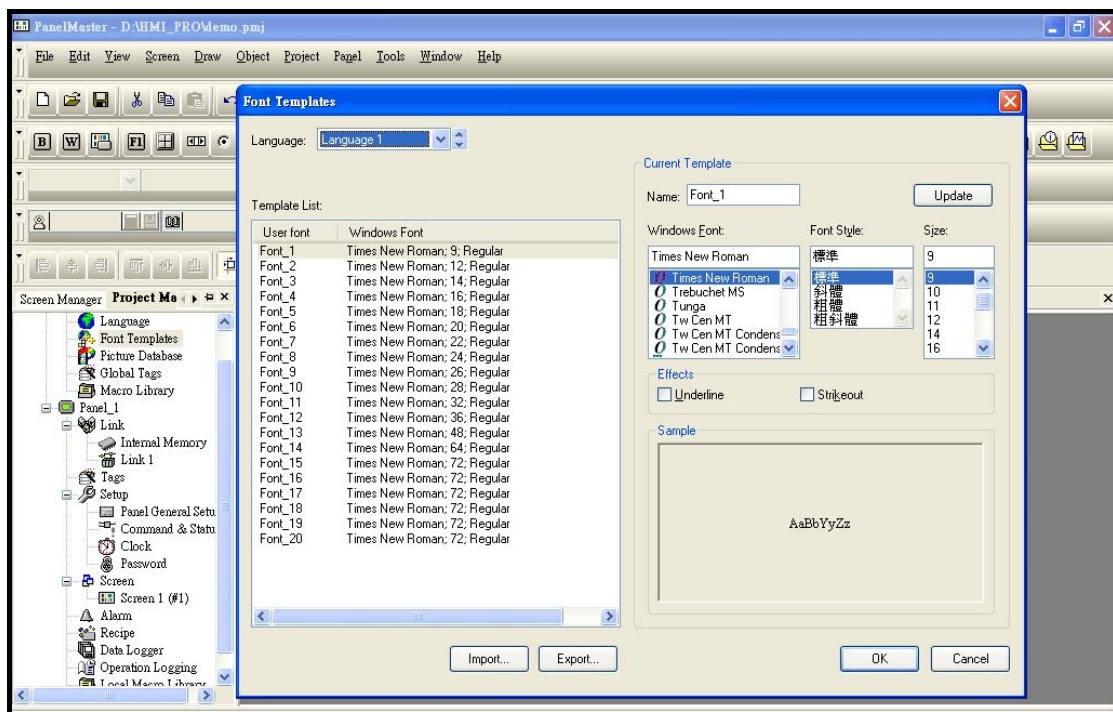 PanelMaster - D:\HMI_PRO\demo.pmj
File Edit View Screen Draw Object Project Panel Tools Window Help
B W F1
Screen Manager Project Ma
Language
Font Templates
Picture Database
Global Tags
Macro Library
Panel_1
Link
Internal Memory
Link 1
Tags
Setup
Panel General Setu
Command & Statu
Clock
Password
Screen
Screen 1 (#1)
Alarm
Recipe
Data Logger
Operation Logging
Local Macro Library
Font Templates
Language: Language 1
Template List:
User font Windows Font
Font_1 Times New Roman; 9; Regular
Font_2 Times New Roman; 12; Regular
Font_3 Times New Roman; 14; Regular
Font_4 Times New Roman; 16; Regular
Font_5 Times New Roman; 18; Regular
Font_6 Times New Roman; 20; Regular
Font_7 Times New Roman; 22; Regular
Font_8 Times New Roman; 24; Regular
Font_9 Times New Roman; 26; Regular
Font_10 Times New Roman; 28; Regular
Font_11 Times New Roman; 32; Regular
Font_12 Times New Roman; 36; Regular
Font_13 Times New Roman; 48; Regular
Font_14 Times New Roman; 64; Regular
Font_15 Times New Roman; 72; Regular
Font_16 Times New Roman; 72; Regular
Font_17 Times New Roman; 72; Regular
Font_18 Times New Roman; 72; Regular
Font_19 Times New Roman; 72; Regular
Font_20 Times New Roman; 72; Regular
Import... Export...
Current Template
Name: Font_1 Update
Windows Font: Font Style: Size:
Times New Roman 標準 9
Times New Roman 標準 9
Trebuchet MS 斜體 10
Tunga 粗體 11
Tw Cen MT 粗斜體 12
Tw Cen MT Condens 14
Tw Cen MT Condens 16
Effects
Underline Strikeout
Sample
AaBbYyZz
OK Cancel